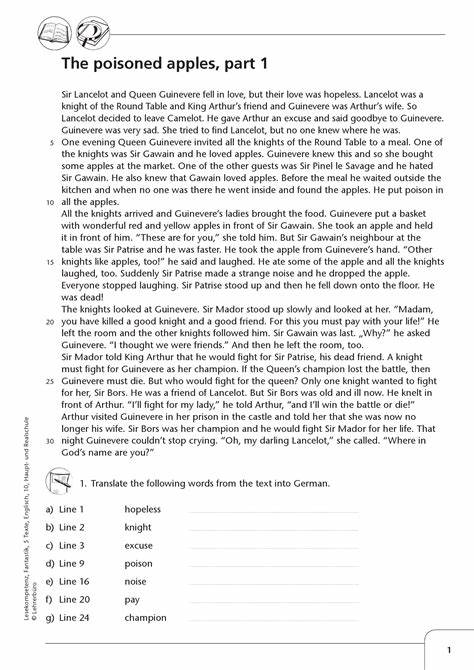 The poisoned apples, part 1
Sir Lancelot and Queen Guinevere fell in love, but their love was hopeless. Lancelot was a
knight of the Round Table and King Arthur's friend and Guinevere was Arthur's wife. So
Lancelot decided to leave Camelot. He gave Arthur an excuse and said goodbye to Guinevere.
Guinevere was very sad. She tried to find Lancelot, but no one knew where he was.
5 One evening Queen Guinevere invited all the knights of the Round Table to a meal. One of
the knights was Sir Gawain and he loved apples. Guinevere knew this and so she bought
some apples at the market. One of the other guests was Sir Pinel le Savage and he hated
Sir Gawain. He also knew that Gawain loved apples. Before the meal he waited outside the
kitchen and when no one was there he went inside and found the apples. He put poison in
10 all the apples.
All the knights arrived and Guinevere's ladies brought the food. Guinevere put a basket
with wonderful red and yellow apples in front of Sir Gawain. She took an apple and held
it in front of him. "These are for you," she told him. But Sir Gawain's neighbour at the
table was Sir Patrise and he was faster. He took the apple from Guinevere's hand. "Other
15 knights like apples, too!" he said and laughed. He ate some of the apple and all the knights
laughed, too. Suddenly Sir Patrise made a strange noise and he dropped the apple.
Everyone stopped laughing. Sir Patrise stood up and then he fell down onto the floor. He
was dead!
The knights looked at Guinevere. Sir Mador stood up slowly and looked at her. "Madam,
20 you have killed a good knight and a good friend. For this you must pay with your life!" He
left the room and the other knights followed him. Sir Gawain was last. „Why?" he asked
Guinevere. "I thought we were friends." And then he left the room, too.
Sir Mador told King Arthur that he would fight for Sir Patrise, his dead friend. A knight
must fight for Guinevere as her champion. If the Queen's champion lost the battle, then
25 Guinevere must die. But who would fight for the queen? Only one knight wanted to fight
for her, Sir Bors. He was a friend of Lancelot. But Sir Bors was old and ill now. He knelt in
front of Arthur. "I'll fight for my lady," he told Arthur, "and I'll win the battle or die!"
Arthur visited Guinevere in her prison in the castle and told her that she was now no
longer his wife. Sir Bors was her champion and he would fight Sir Mador for her life. That
30 night Guinevere couldn't stop crying. "Oh, my darling Lancelot," she called. "Where in
God's name are you?"
1. Translate the following words from the text into German.
a) Line 1 hopeless
b) Line 2 knight
c) Line 3 excuse
d) Line 9 poison
e) Line 16 noise
f) Line 20 pay
g) Line 24 champion
Lesekompetenz, Fantastik, 5 Texte, Englisch, 10, Haupt- und Realschule
© Lehrerbüro
1